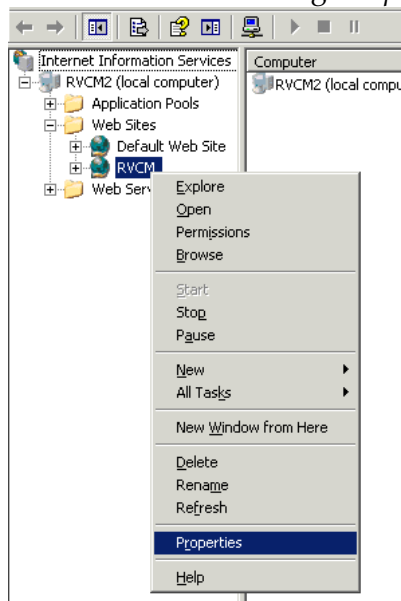 Internet Information Services
Computer
RVCM2 (local computer)
RVCM2 (local compu
Application Pools
Web Sites
Default Web Site
RVCM
Web Serv
Explore
Open
Permissions
Browse
Start
Stop
Pause
New
All Tasks
New Window from Here
Delete
Rename
Refresh
Properties
Help